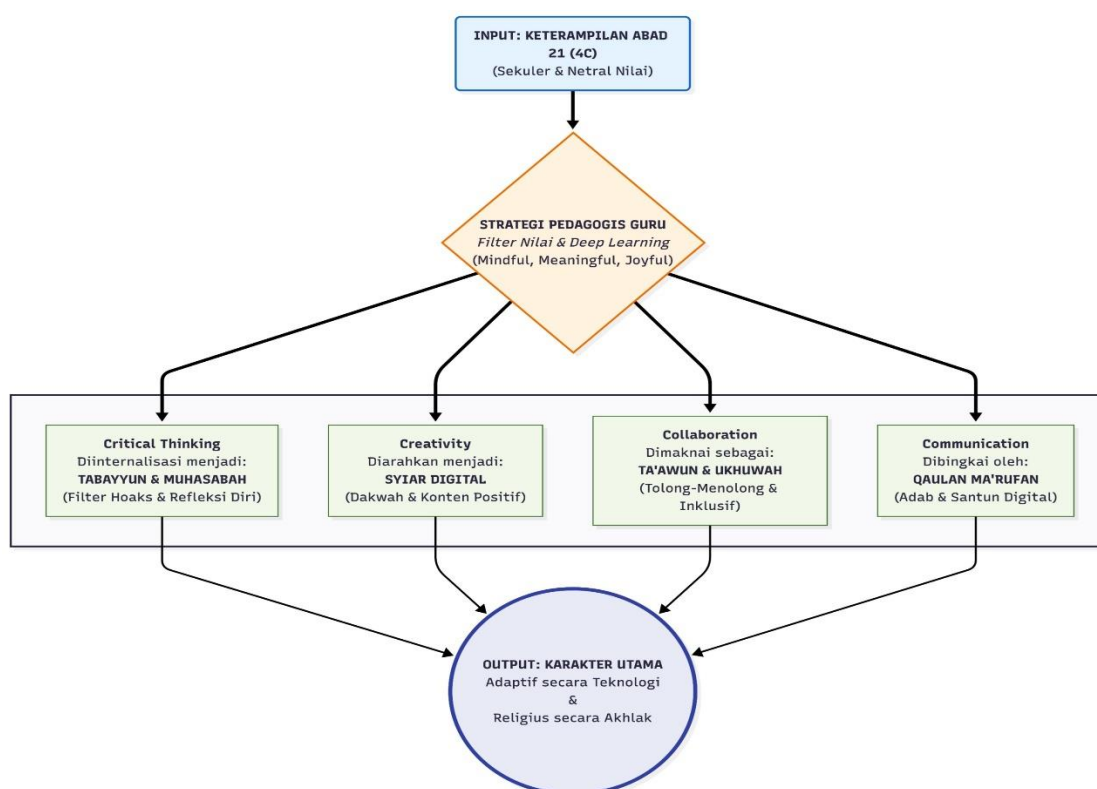 INPUT: KETERAMPILAN ABAD
21 (4C)
(Sekuler & Netral Nilai)
STRATEGI PEDAGOGIS GURU
Filter Nilai & Deep Learning
(Mindful, Meaningful, Joyful)
Critical Thinking
Diinternalisasi menjadi:
TABAYYUN & MUHASABAH
(Filter Hoaks & Refleksi Diri)
Creativity
Diarahkan menjadi:
SYIAR DIGITAL
(Dakwah & Konten Positif)
Collaboration
Dimaknai sebagai:
TA'AWUN & UKHUWAH
(Tolong-Menolong &
Inklusif)
Communication
Dibingkai oleh:
QAULAN MA'RUFAN
(Adab & Santun Digital)
OUTPUT: KARAKTER UTAMA
Adaptif secara Teknologi
&
Religius secara Akhlak